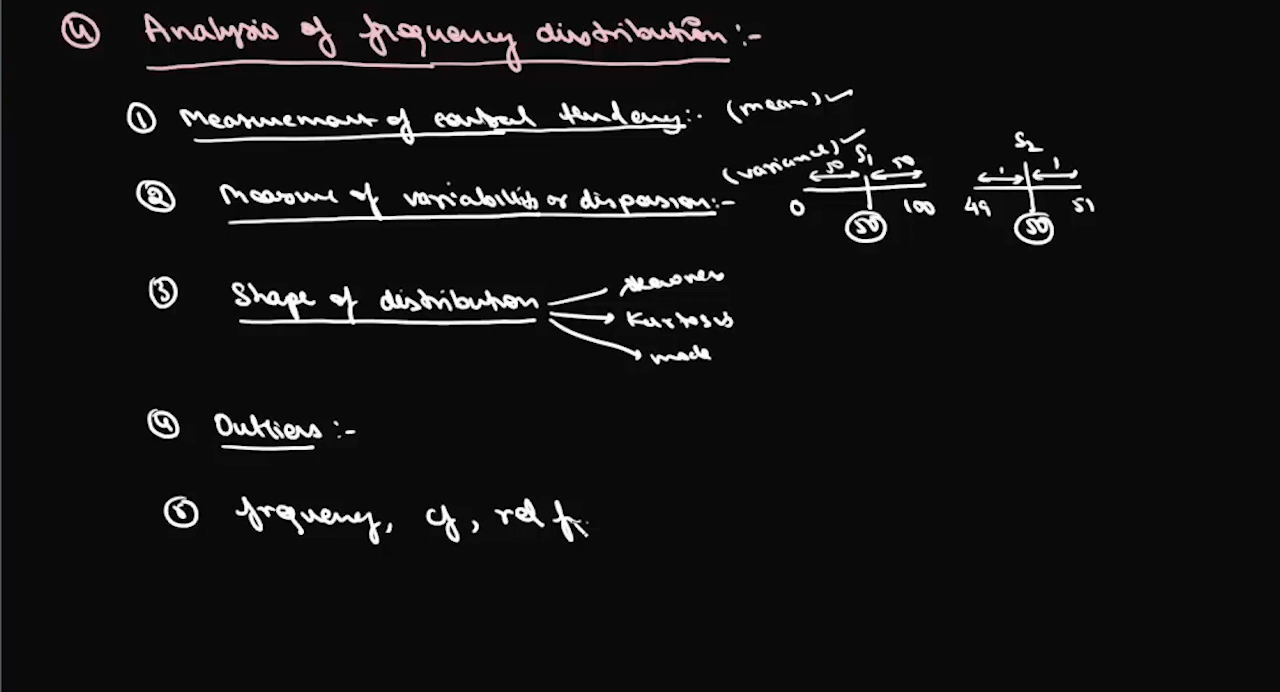 ④ Analysis of frequency distribution :-
① Measurement of central tendency :- (mean) ✓
② Measure of variability or dispersion :- (variance) ✓
S₁
50 50
0 50 100
S₂
1 1
49 50 51
③ Shape of distribution
skewness
Kurtosis
mode
④ Outliers :-
⑤ frequency, cf, rel f